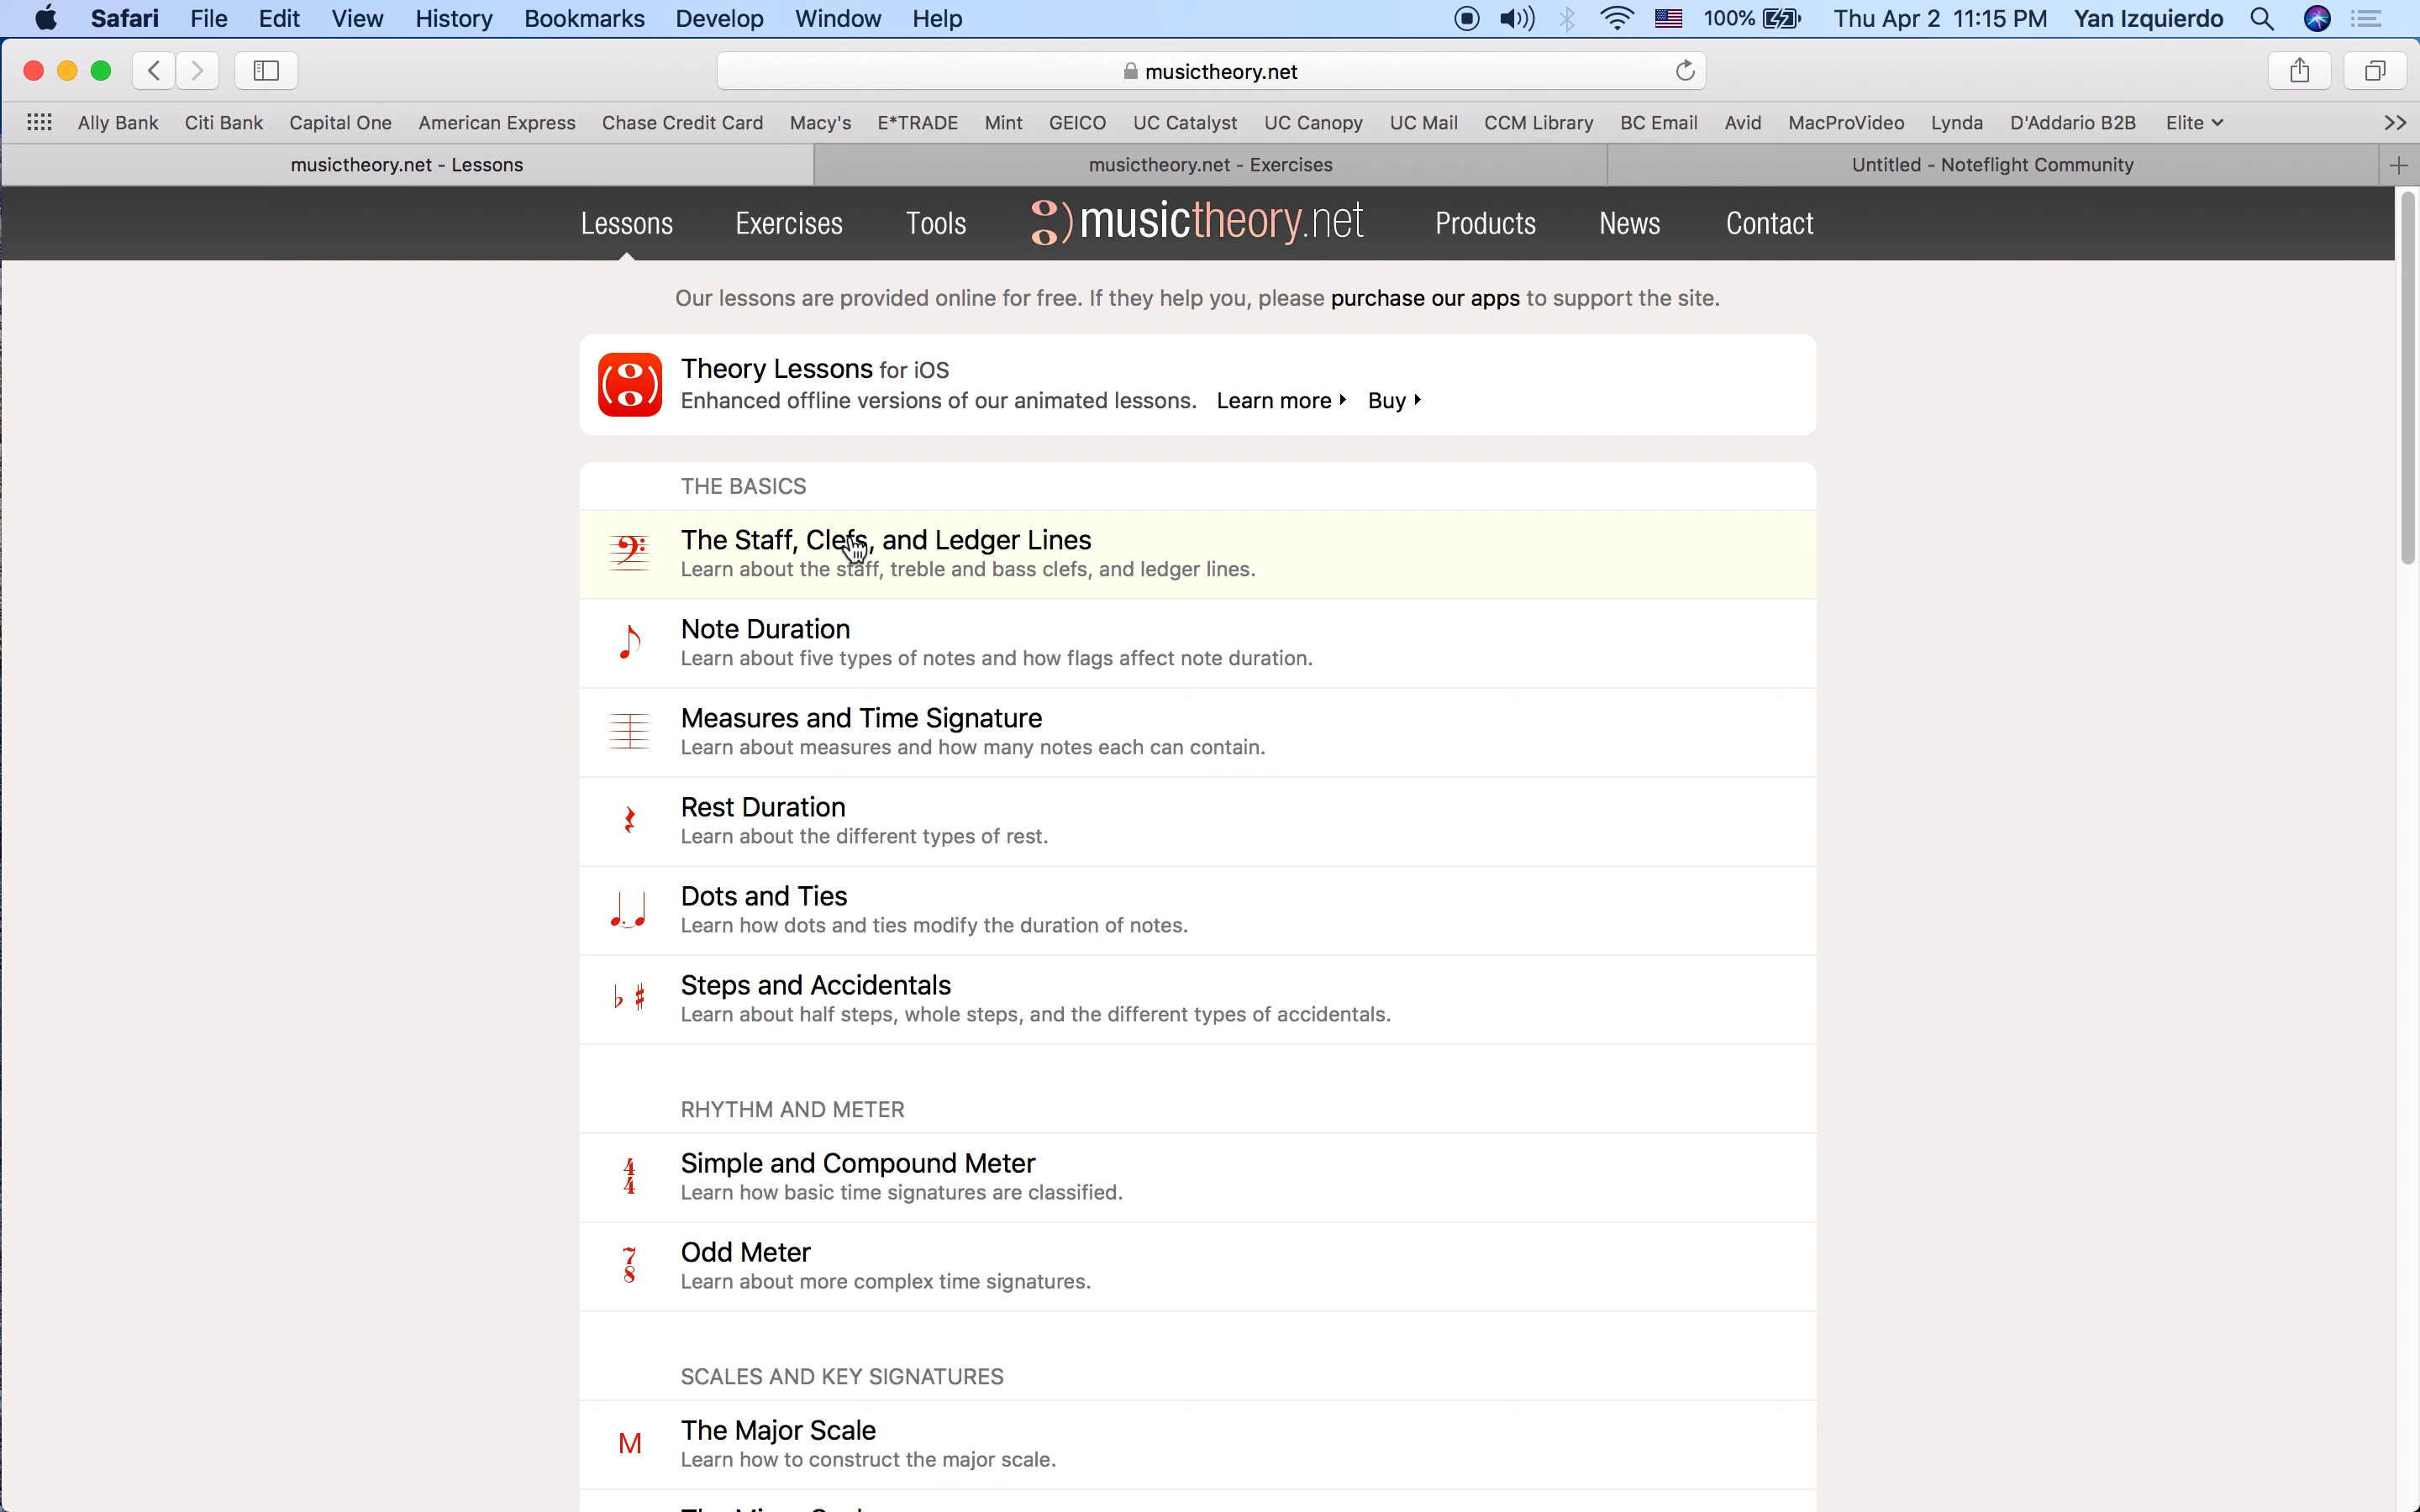 Safari File Edit View History Bookmarks Develop Window Help 100% Thu Apr 2 11:15 PM Yan Izquierdo
musictheory.net
Ally Bank Citi Bank Capital One American Express Chase Credit Card Macy's E*TRADE Mint GEICO UC Catalyst UC Canopy UC Mail CCM Library BC Email Avid MacProVideo Lynda D'Addario B2B Elite
musictheory.net - Lessons musictheory.net - Exercises Untitled - Noteflight Community
Lessons Exercises Tools musictheory.net Products News Contact
Our lessons are provided online for free. If they help you, please purchase our apps to support the site.
Theory Lessons for iOS
Enhanced offline versions of our animated lessons. Learn more Buy
THE BASICS
The Staff, Clefs, and Ledger Lines
Learn about the staff, treble and bass clefs, and ledger lines.
Note Duration
Learn about five types of notes and how flags affect note duration.
Measures and Time Signature
Learn about measures and how many notes each can contain.
Rest Duration
Learn about the different types of rest.
Dots and Ties
Learn how dots and ties modify the duration of notes.
Steps and Accidentals
Learn about half steps, whole steps, and the different types of accidentals.
RHYTHM AND METER
4
4
Simple and Compound Meter
Learn how basic time signatures are classified.
7
8
Odd Meter
Learn about more complex time signatures.
SCALES AND KEY SIGNATURES
M
The Major Scale
Learn how to construct the major scale.